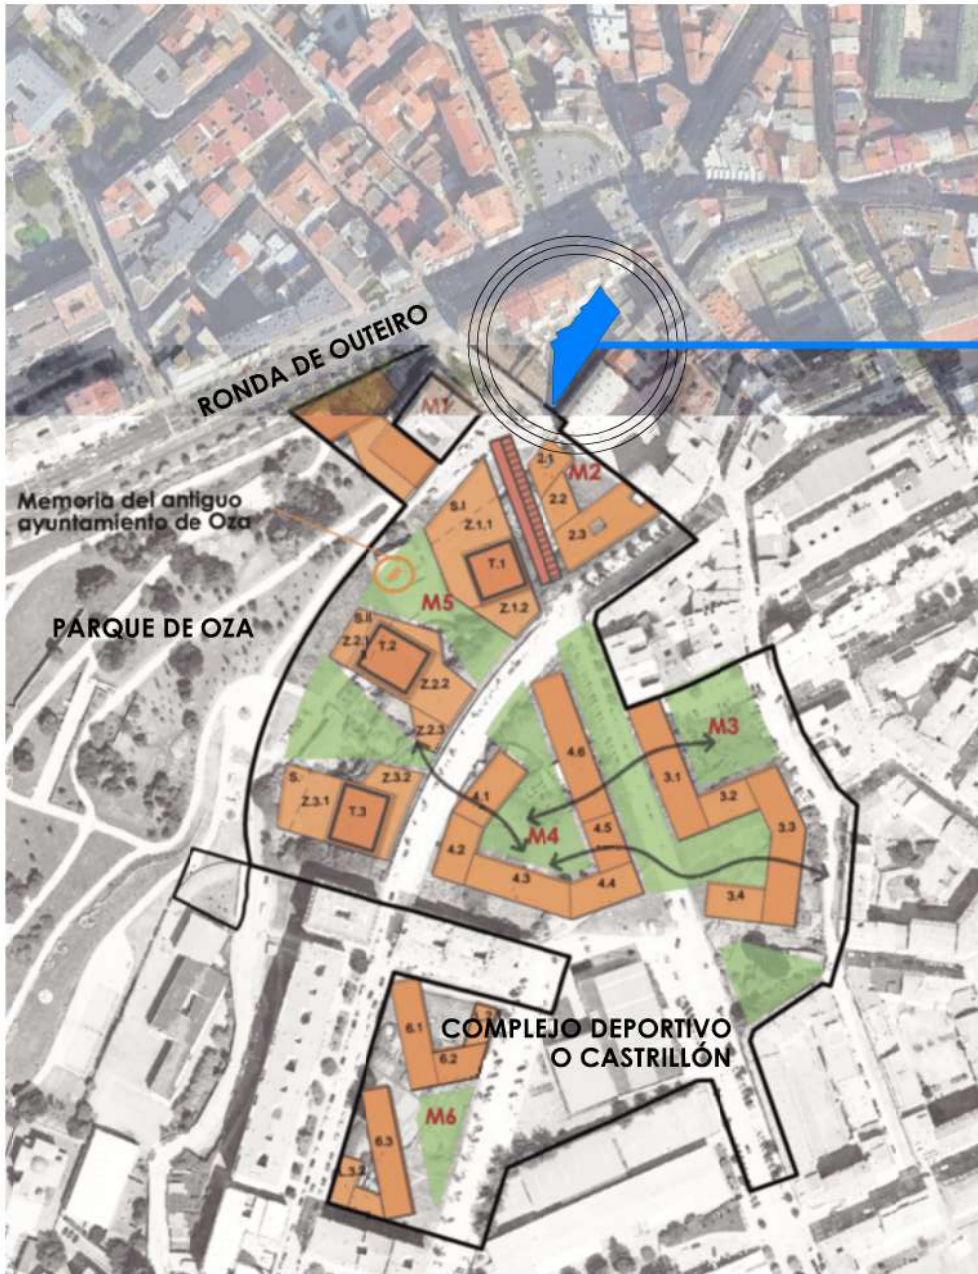 RONDA DE OUTEIRO
M1
Memoria del antiguo
ayuntamiento de Oza
2.1
M2
2.2
2.3
S.I
Z.1.1
T.1
Z.1.2
M5
PARQUE DE OZA
S.II
Z.2.1
T.2
Z.2.2
Z.2.3
M3
4.6
3.1
3.2
3.3
3.4
S.
Z.3.1
Z.3.2
T.3
4.1
M4
4.5
4.2
4.3
4.4
COMPLEJO DEPORTIVO
O CASTRILLÓN
6.1
6.2
M6
6.3